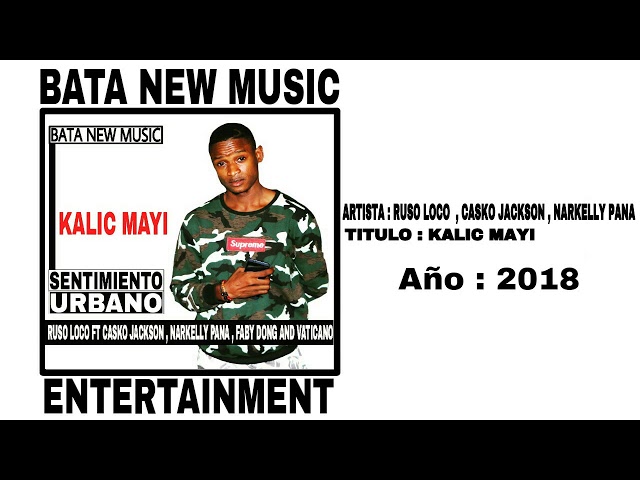 BATA NEW MUSIC
BATA NEW MUSIC
KALIC MAYI
Supreme
SENTIMIENTO
URBANO
RUSO LOCO FT CASKO JACKSON , NARKELLY PANA , FABY DONG AND VATICANO
ENTERTAINMENT
ARTISTA : RUSO LOCO , CASKO JACKSON , NARKELLY PANA
TITULO : KALIC MAYI
Año : 2018